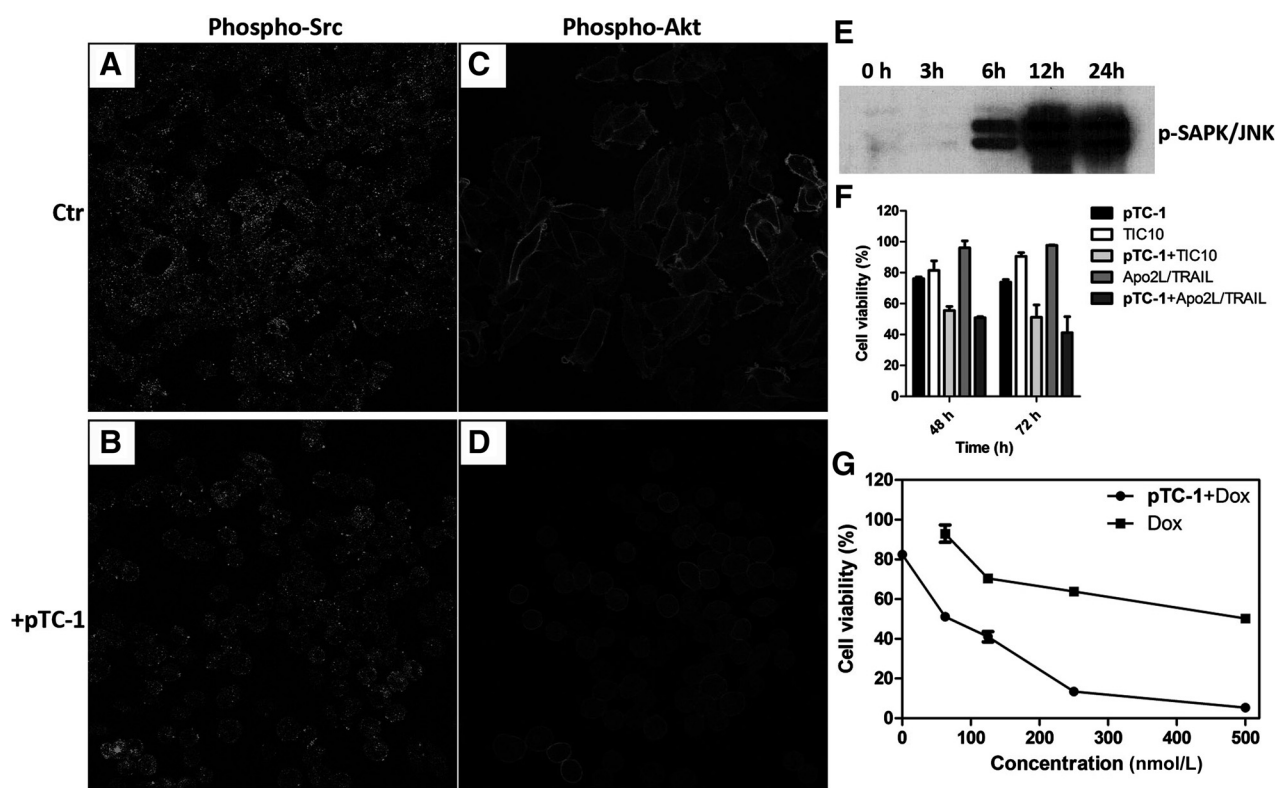 Phospho-Src
Phospho-Akt
A
C
Ctr
B
D
+pTC-1
E
0 h 3h 6h 12h 24h
p-SAPK/JNK
F
120
100
80
60
40
20
0
Cell viability (%)
48 h
72 h
Time (h)
pTC-1
TIC10
pTC-1+TIC10
Apo2L/TRAIL
pTC-1+Apo2L/TRAIL
G
120
100
80
60
40
20
0
Cell viability (%)
pTC-1+Dox
Dox
0 100 200 300 400 500
Concentration (nmol/L)